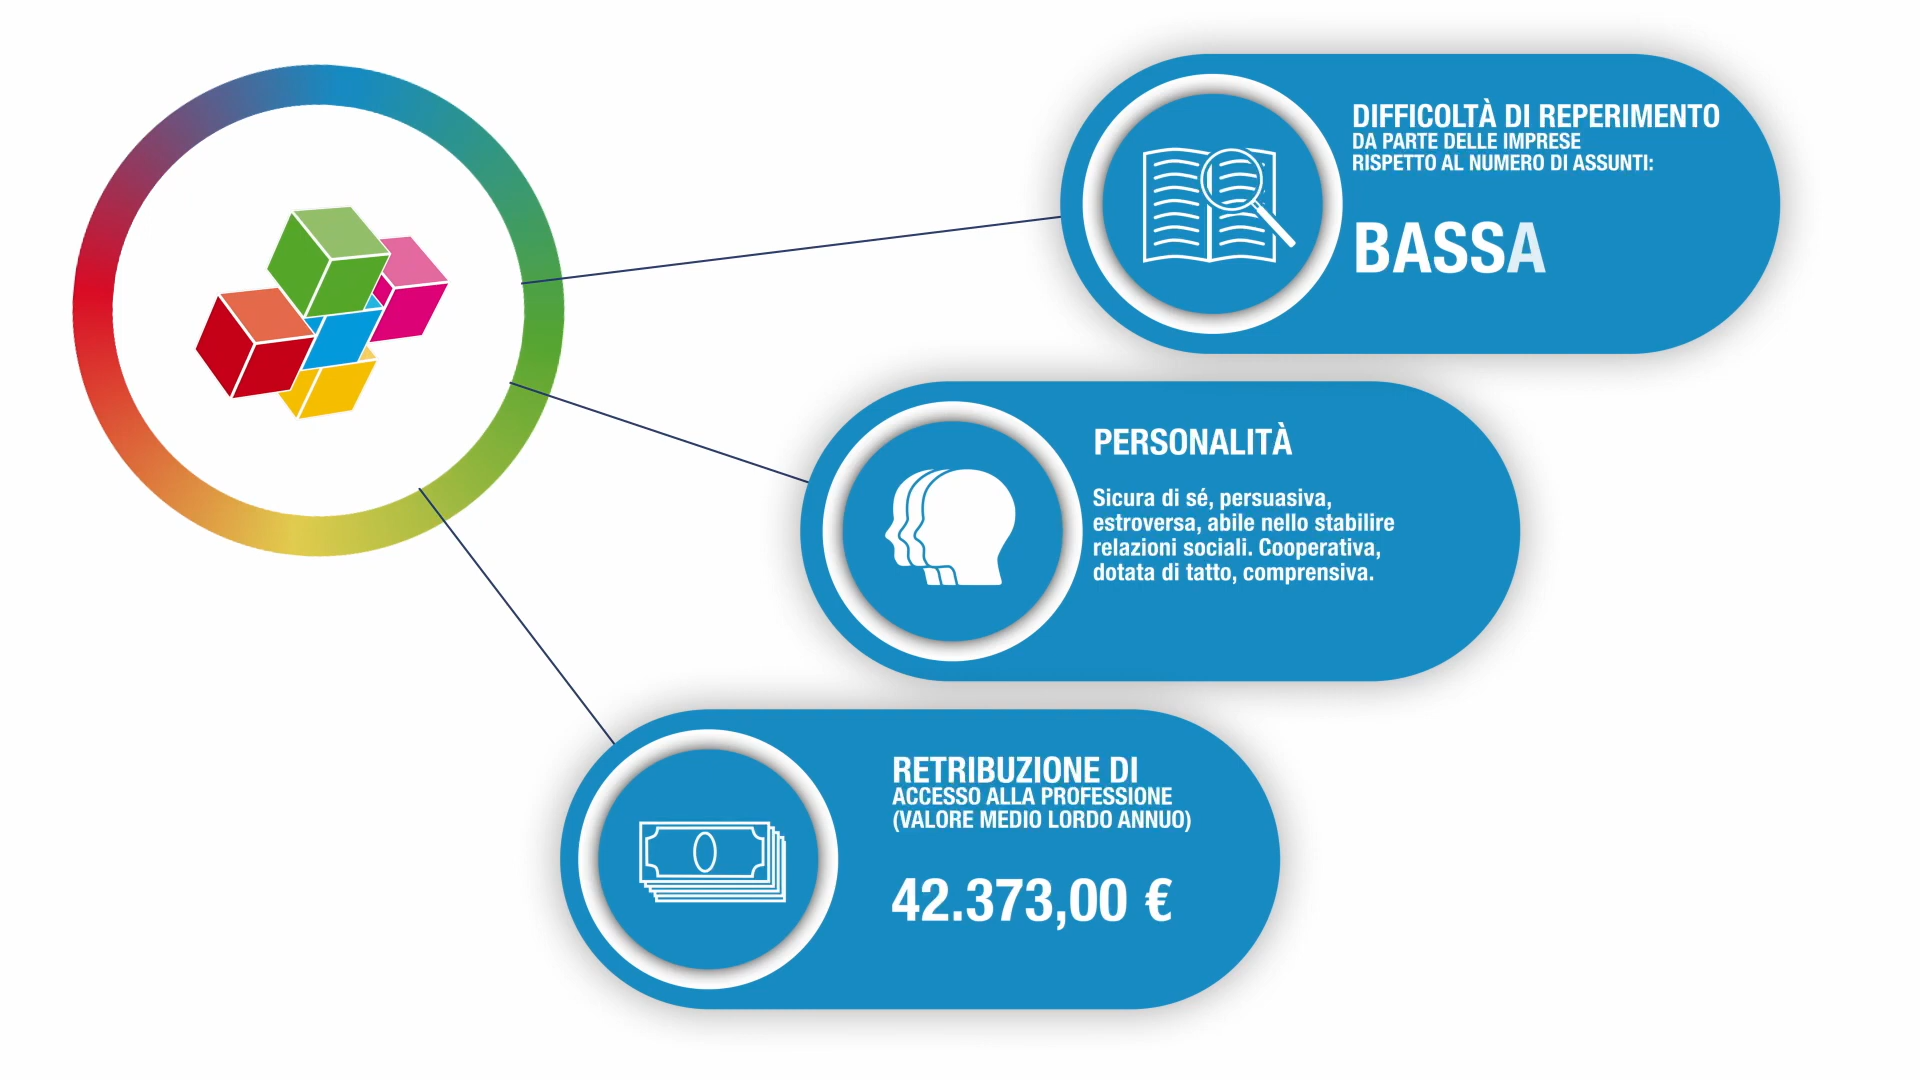 DIFFICOLTÀ DI REPERIMENTO
DA PARTE DELLE IMPRESE
RISPETTO AL NUMERO DI ASSUNTI:
BASSA
PERSONALITÀ
Sicura di sé, persuasiva,
estroversa, abile nello stabilire
relazioni sociali. Cooperativa,
dotata di tatto, comprensiva.
RETRIBUZIONE DI
ACCESSO ALLA PROFESSIONE
(VALORE MEDIO LORDO ANNUO)
42.373,00 €